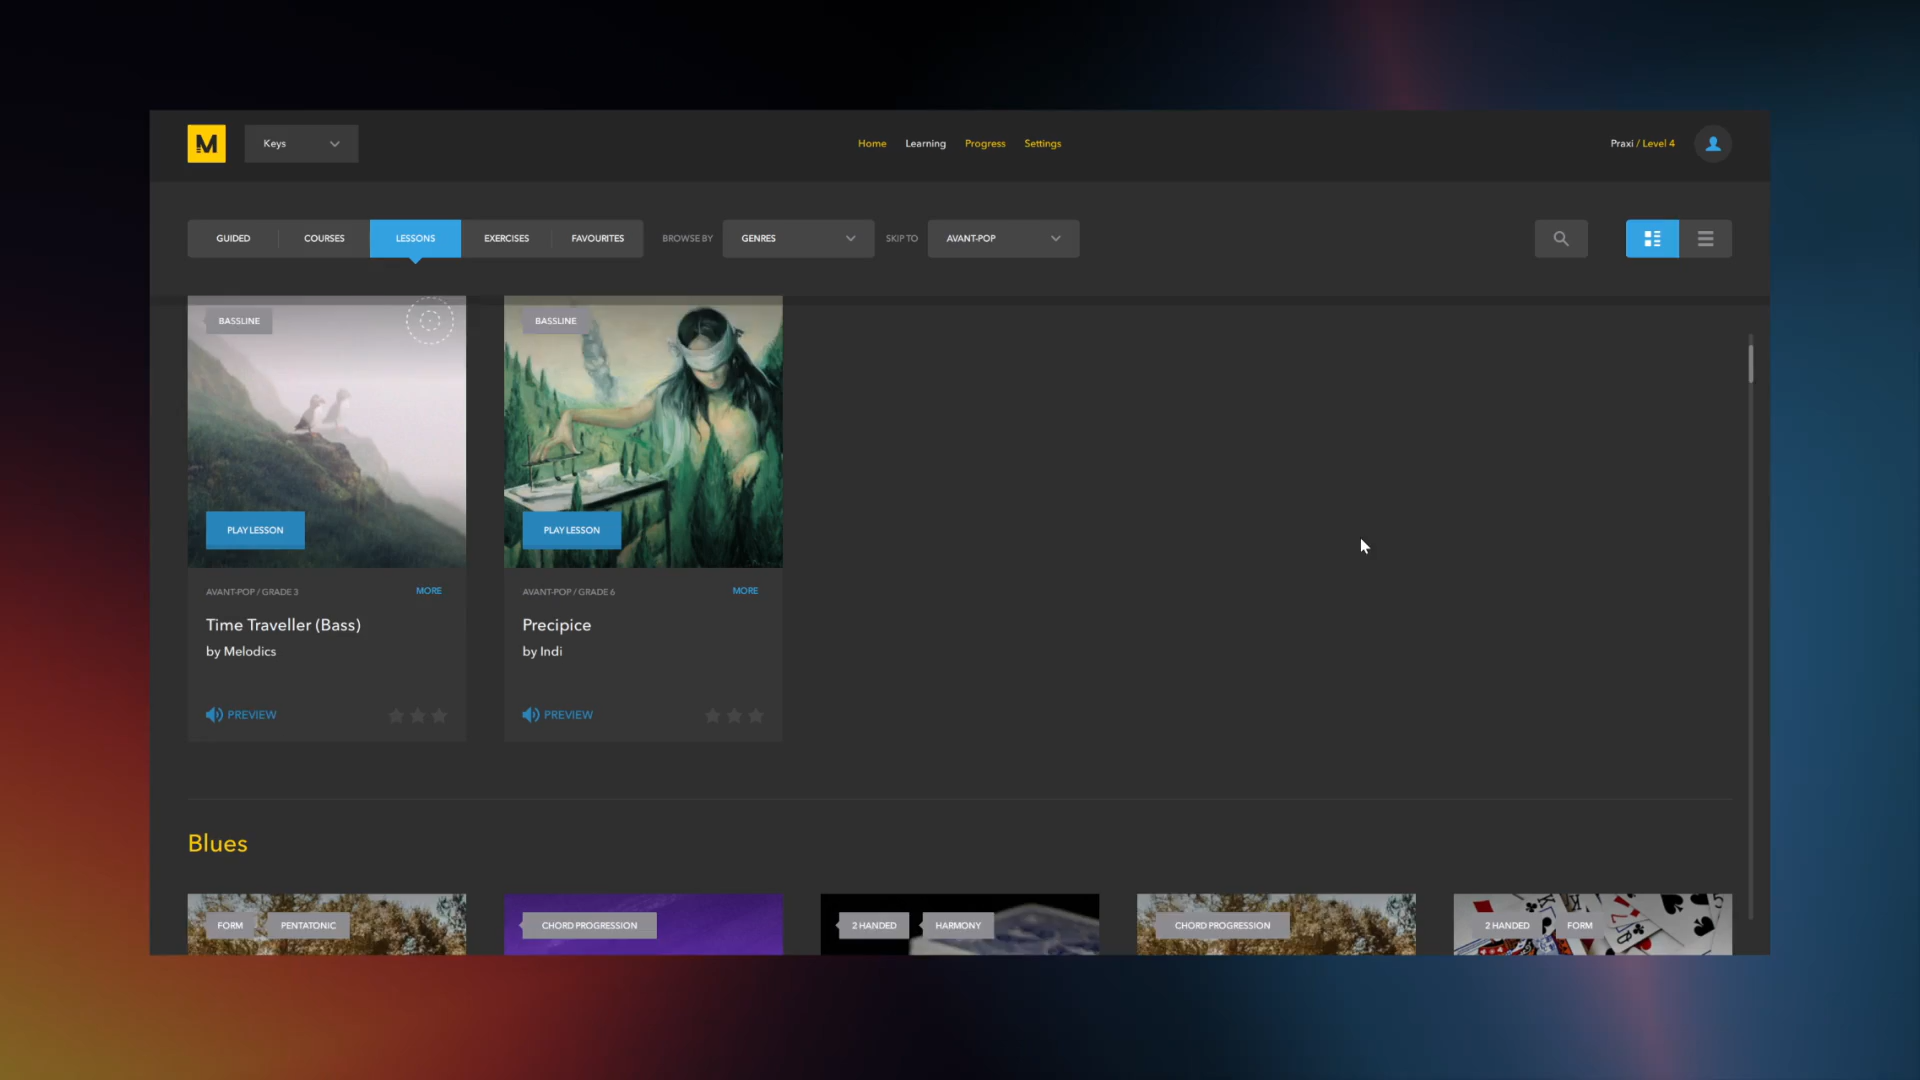 M
Keys
Home Learning Progress Settings
Praxi / Level 4
GUIDED COURSES LESSONS EXERCISES FAVOURITES BROWSE BY GENRES SKIP TO AVANT-POP
BASSLINE
PLAY LESSON
AVANT-POP / GRADE 3 MORE
Time Traveller (Bass)
by Melodics
PREVIEW
BASSLINE
PLAY LESSON
AVANT-POP / GRADE 6 MORE
Precipice
by Indi
PREVIEW
Blues
FORM PENTATONIC
CHORD PROGRESSION
2 HANDED HARMONY
CHORD PROGRESSION
2 HANDED FORM